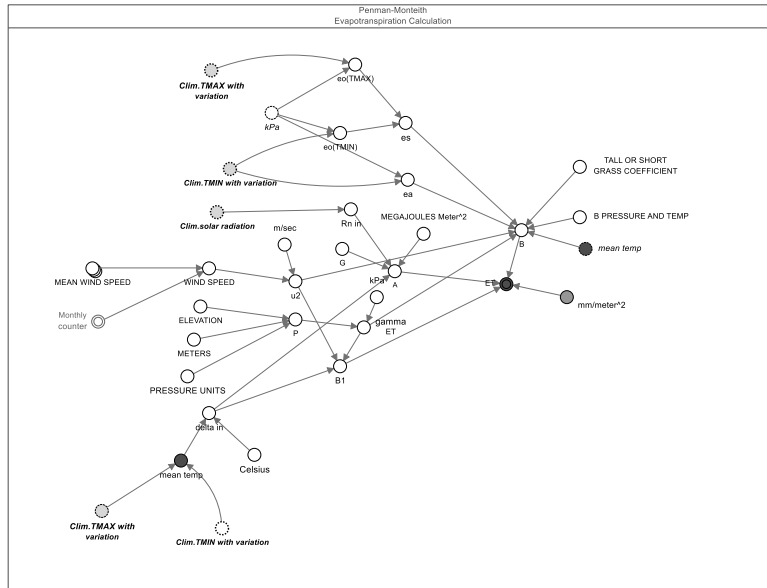 Penman-Monteith
Evapotranspiration Calculation
eo(TMAX)
Clim.TMAX with
variation
kPa
es
eo(TMIN)
TALL OR SHORT
GRASS COEFFICIENT
Clim.TMIN with variation
ea
MEGAJOULES Meter^2
B PRESSURE AND TEMP
Clim.solar radiation
Rn in
m/sec
B
mean temp
G
kPa
A
ET
MEAN WIND SPEED
WIND SPEED
u2
mm/meter^2
Monthly
counter
ELEVATION
P
gamma
ET
METERS
B1
PRESSURE UNITS
delta in
mean temp
Celsius
Clim.TMAX with
variation
Clim.TMIN with variation